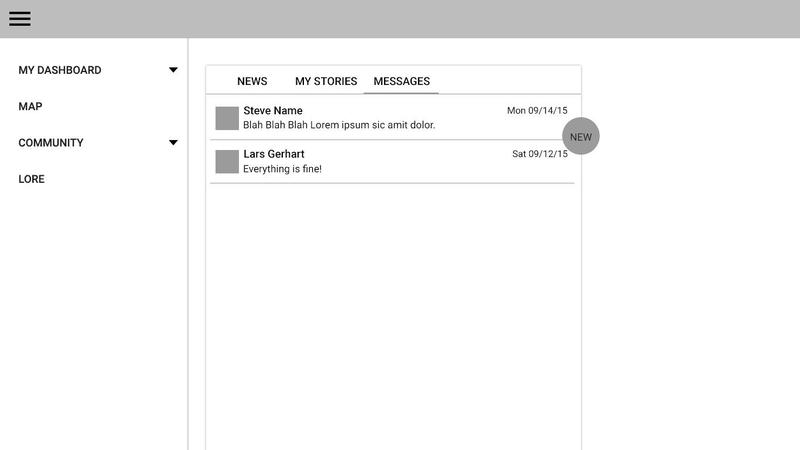 MY DASHBOARD
MAP
COMMUNITY
LORE
NEWS MY STORIES MESSAGES
Steve Name Mon 09/14/15
Blah Blah Blah Lorem ipsum sic amit dolor.
NEW
Lars Gerhart Sat 09/12/15
Everything is fine!